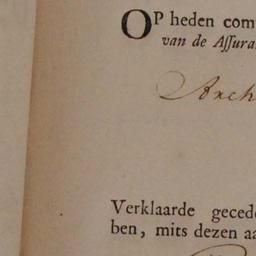 OP heden com
van de Assura
Arch
Verklaarde geced
ben, mits dezen aa